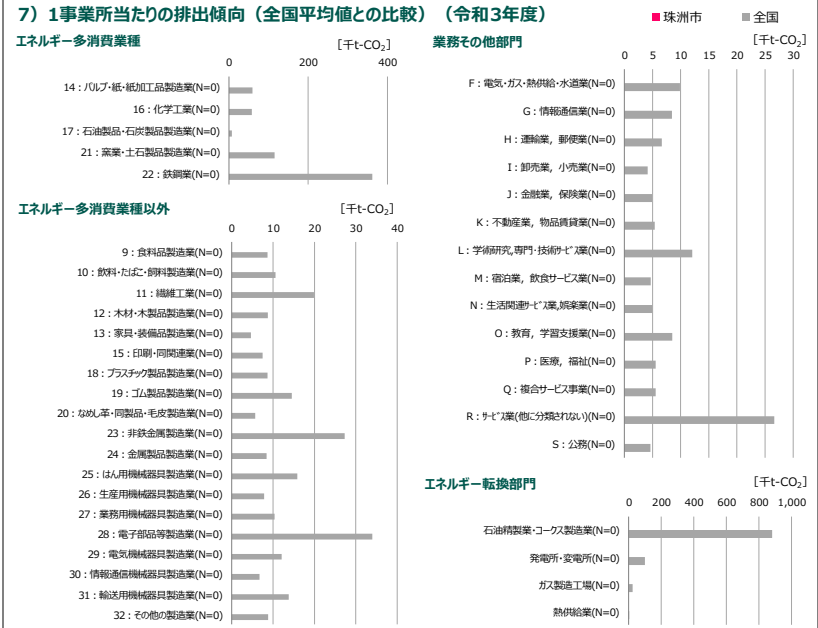 7）1事業所当たりの排出傾向（全国平均値との比較）（令和3年度）
■珠洲市 ■全国
エネルギー多消費業種
[千t-CO₂]
0 200 400
14：パルプ・紙・紙加工品製造業(N=0)
16：化学工業(N=0)
17：石油製品・石炭製品製造業(N=0)
21：窯業・土石製品製造業(N=0)
22：鉄鋼業(N=0)
エネルギー多消費業種以外
[千t-CO₂]
0 10 20 30 40
9：食料品製造業(N=0)
10：飲料・たばこ・飼料製造業(N=0)
11：繊維工業(N=0)
12：木材・木製品製造業(N=0)
13：家具・装備品製造業(N=0)
15：印刷・同関連業(N=0)
18：プラスチック製品製造業(N=0)
19：ゴム製品製造業(N=0)
20：なめし革・同製品・毛皮製造業(N=0)
23：非鉄金属製造業(N=0)
24：金属製品製造業(N=0)
25：はん用機械器具製造業(N=0)
26：生産用機械器具製造業(N=0)
27：業務用機械器具製造業(N=0)
28：電子部品等製造業(N=0)
29：電気機械器具製造業(N=0)
30：情報通信機械器具製造業(N=0)
31：輸送用機械器具製造業(N=0)
32：その他の製造業(N=0)
業務その他部門
[千t-CO₂]
0 5 10 15 20 25 30
F：電気・ガス・熱供給・水道業(N=0)
G：情報通信業(N=0)
H：運輸業，郵便業(N=0)
I：卸売業，小売業(N=0)
J：金融業，保険業(N=0)
K：不動産業，物品賃貸業(N=0)
L：学術研究,専門・技術サービス業(N=0)
M：宿泊業，飲食サービス業(N=0)
N：生活関連サービス業,娯楽業(N=0)
O：教育，学習支援業(N=0)
P：医療，福祉(N=0)
Q：複合サービス事業(N=0)
R：サービス業(他に分類されない)(N=0)
S：公務(N=0)
エネルギー転換部門
[千t-CO₂]
0 200 400 600 800 1,000
石油精製業・コークス製造業(N=0)
発電所・変電所(N=0)
ガス製造工場(N=0)
熱供給業(N=0)